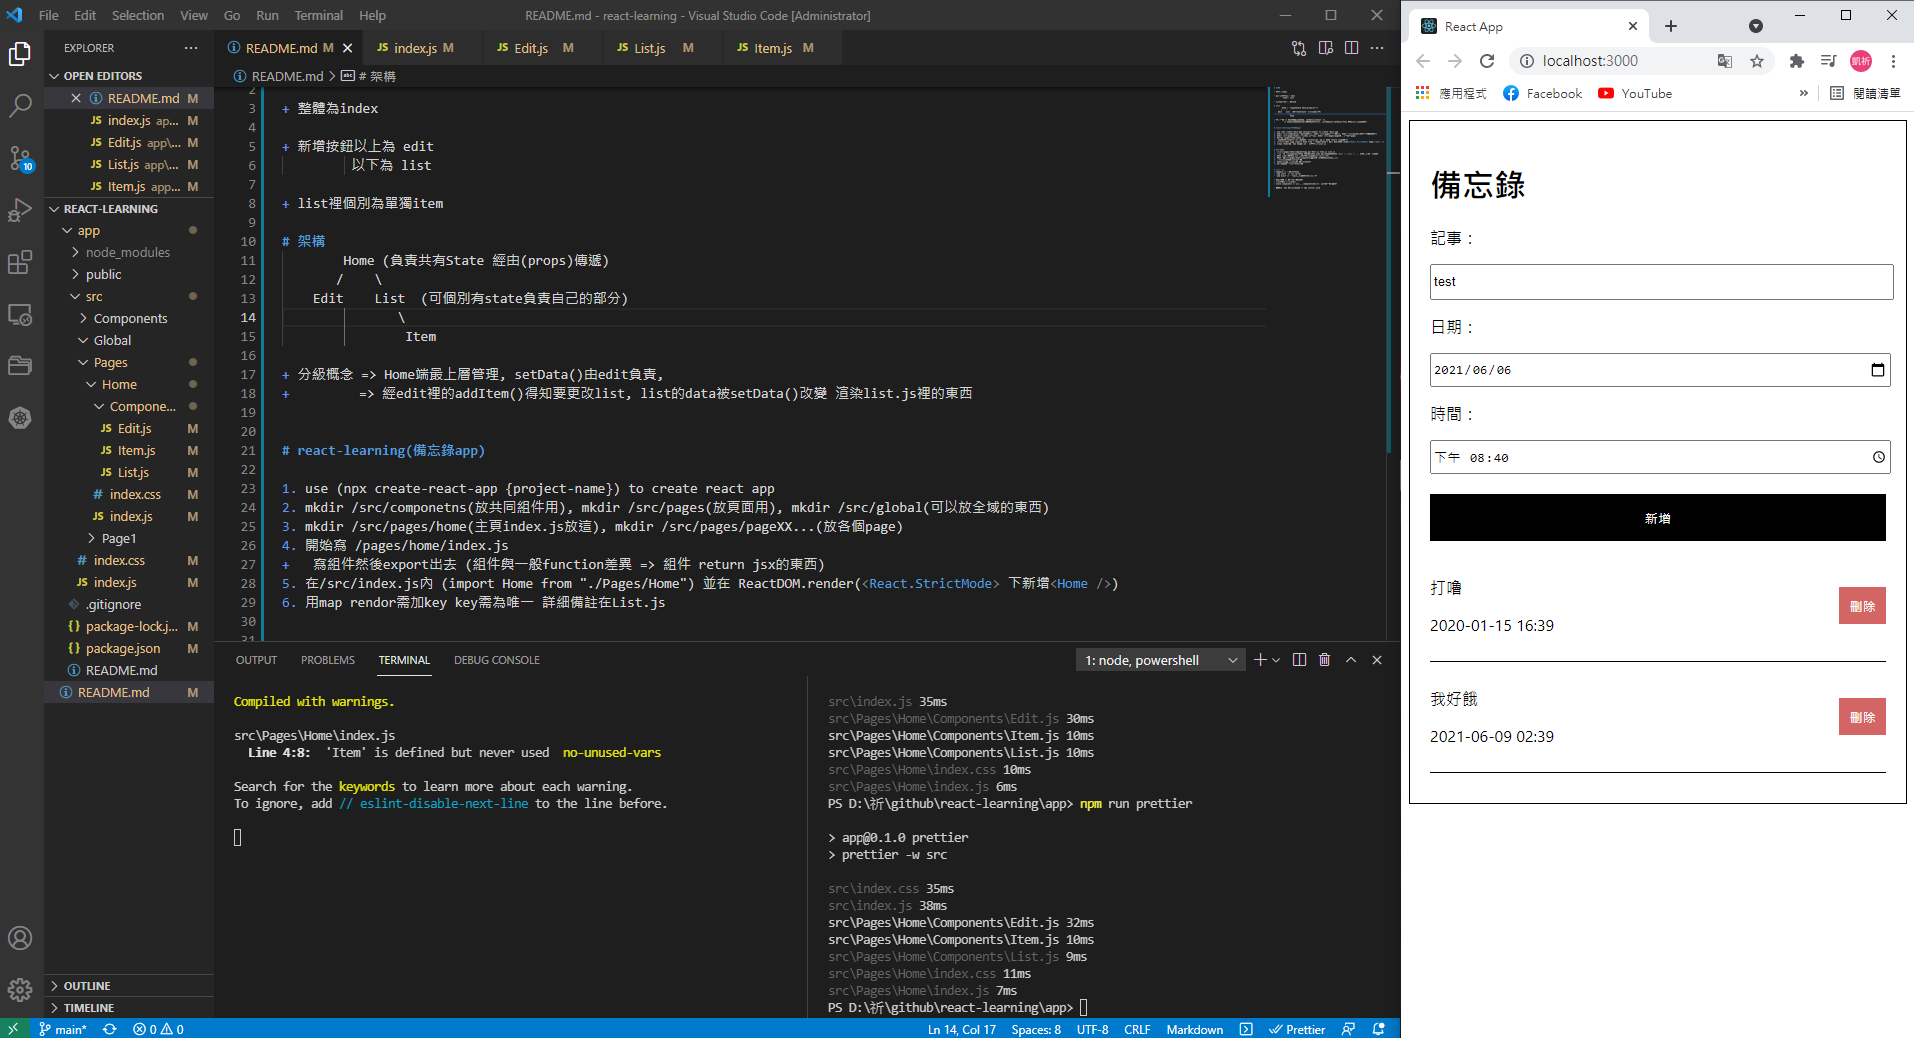 File Edit Selection View Go Run Terminal Help
README.md - react-learning - Visual Studio Code [Administrator]
EXPLORER
OPEN EDITORS
README.md M
index.js app... M
Edit.js app\... M
List.js app\... M
Item.js app... M
REACT-LEARNING
app
node_modules
public
src
Components
Global
Pages
Home
Compone...
Edit.js M
Item.js M
List.js M
index.css M
index.js M
Page1
index.css M
index.js M
.gitignore
package-lock.j... M
package.json M
README.md
README.md M
OUTLINE
TIMELINE
10
README.md M
index.js M
Edit.js M
List.js M
Item.js M
README.md > # 架構
2
3 + 整體為index
4
5 + 新增按鈕以上為 edit
6 以下為 list
7
8 + list裡個別為單獨item
9
10 # 架構
11 Home (負責共有State 經由(props)傳遞)
12 / \
13 Edit List (可個別有state負責自己的部分)
14 \
15 Item
16
17 + 分級概念 => Home端最上層管理, setData()由edit負責,
18 + => 經edit裡的addItem()得知要更改list, list的data被setData()改變 渲染list.js裡的東西
19
20
21 # react-learning(備忘錄app)
22
23 1. use (npx create-react-app {project-name}) to create react app
24 2. mkdir /src/componetns(放共同組件用), mkdir /src/pages(放頁面用), mkdir /src/global(可以放全域的東西)
25 3. mkdir /src/pages/home(主頁index.js放這), mkdir /src/pages/pageXX...(放各個page)
26 4. 開始寫 /pages/home/index.js
27 + 寫組件然後export出去 (組件與一般function差異 => 組件 return jsx的東西)
28 5. 在/src/index.js內 (import Home from "./Pages/Home") 並在 ReactDOM.render(<React.StrictMode> 下新增<Home />)
29 6. 用map rendor需加key key需為唯一 詳細備註在List.js
30
31
OUTPUT PROBLEMS TERMINAL DEBUG CONSOLE
1: node, powershell
Compiled with warnings.
src\Pages\Home\index.js
Line 4:8: 'Item' is defined but never used no-unused-vars
Search for the keywords to learn more about each warning.
To ignore, add // eslint-disable-next-line to the line before.
src\index.js 35ms
src\Pages\Home\Components\Edit.js 30ms
src\Pages\Home\Components\Item.js 10ms
src\Pages\Home\Components\List.js 10ms
src\Pages\Home\index.css 10ms
src\Pages\Home\index.js 6ms
PS D:\祈\github\react-learning\app> npm run prettier
> app@0.1.0 prettier
> prettier -w src
src\index.css 35ms
src\index.js 38ms
src\Pages\Home\Components\Edit.js 32ms
src\Pages\Home\Components\Item.js 10ms
src\Pages\Home\Components\List.js 9ms
src\Pages\Home\index.css 11ms
src\Pages\Home\index.js 7ms
PS D:\祈\github\react-learning\app>
main* 0 0
Ln 14, Col 17 Spaces: 8 UTF-8 CRLF Markdown Prettier
React App
localhost:3000
凱祈
應用程式 Facebook YouTube » 閱讀清單
備忘錄
記事：
test
日期：
2021/06/06
時間：
下午 08:40
新增
打嚕
2020-01-15 16:39
刪除
我好餓
2021-06-09 02:39
刪除